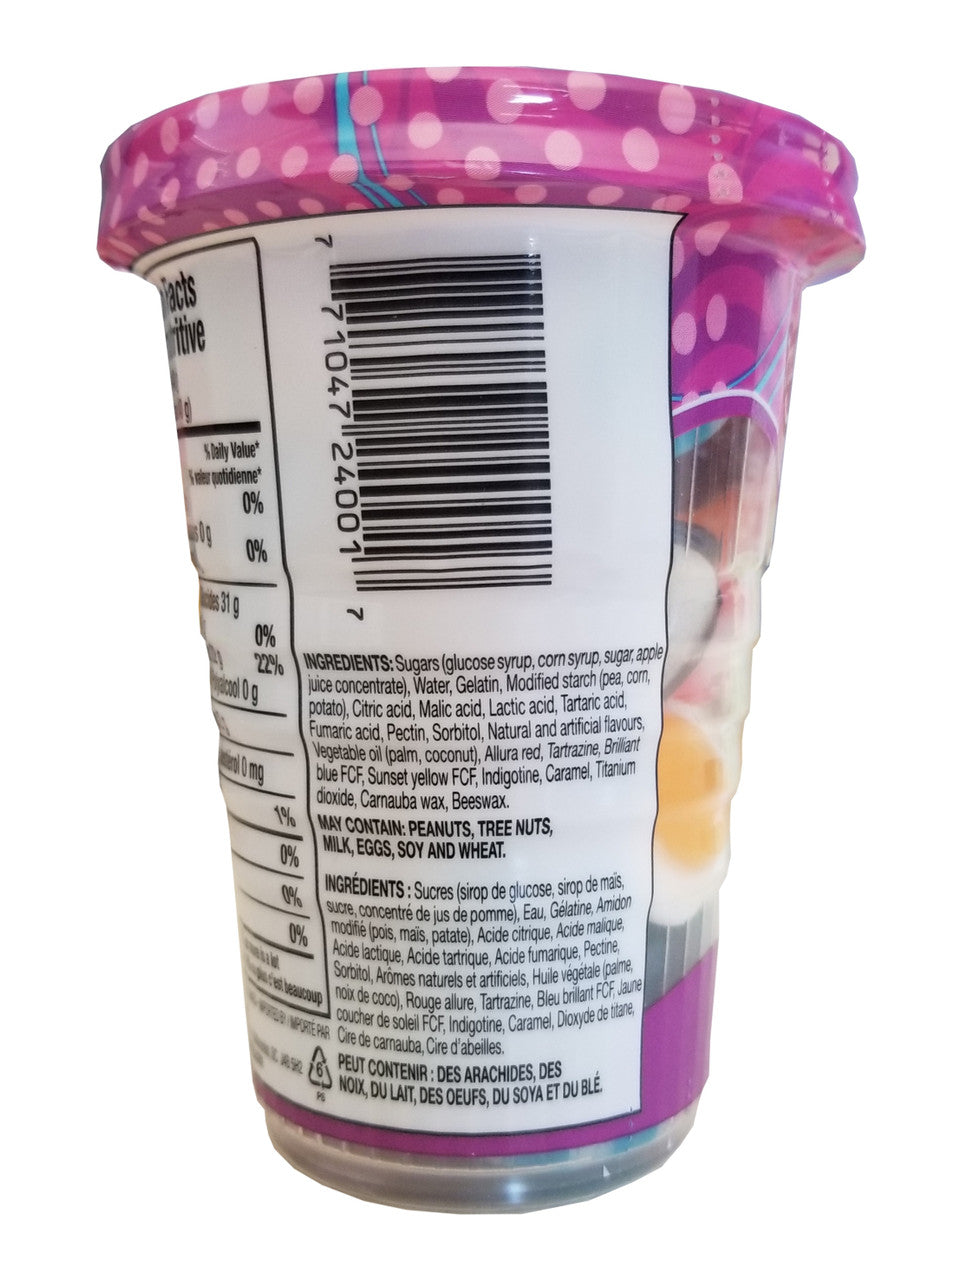 Facts
% Daily Value*
% valeur quotidienne*
0%
0 g
0%
31 g
0%
22%
0 g
0 mg
1%
0%
0%
0%
is a lot
c'est beaucoup
IMPORTED BY / IMPORTÉ PAR
6
PS
7 71047 24001 7
INGREDIENTS: Sugars (glucose syrup, corn syrup, sugar, apple
juice concentrate), Water, Gelatin, Modified starch (pea, corn,
potato), Citric acid, Malic acid, Lactic acid, Tartaric acid,
Fumaric acid, Pectin, Sorbitol, Natural and artificial flavours,
Vegetable oil (palm, coconut), Allura red, Tartrazine, Brilliant
blue FCF, Sunset yellow FCF, Indigotine, Caramel, Titanium
dioxide, Carnauba wax, Beeswax.
MAY CONTAIN: PEANUTS, TREE NUTS,
MILK, EGGS, SOY AND WHEAT.
INGRÉDIENTS : Sucres (sirop de glucose, sirop de maïs,
sucre, concentré de jus de pomme), Eau, Gélatine, Amidon
modifié (pois, maïs, patate), Acide citrique, Acide malique,
Acide lactique, Acide tartrique, Acide fumarique, Pectine,
Sorbitol, Arômes naturels et artificiels, Huile végétale (palme,
noix de coco), Rouge allure, Tartrazine, Bleu brillant FCF, Jaune
coucher de soleil FCF, Indigotine, Caramel, Dioxyde de titane,
Cire de carnauba, Cire d'abeilles.
PEUT CONTENIR : DES ARACHIDES, DES
NOIX, DU LAIT, DES OEUFS, DU SOYA ET DU BLÉ.